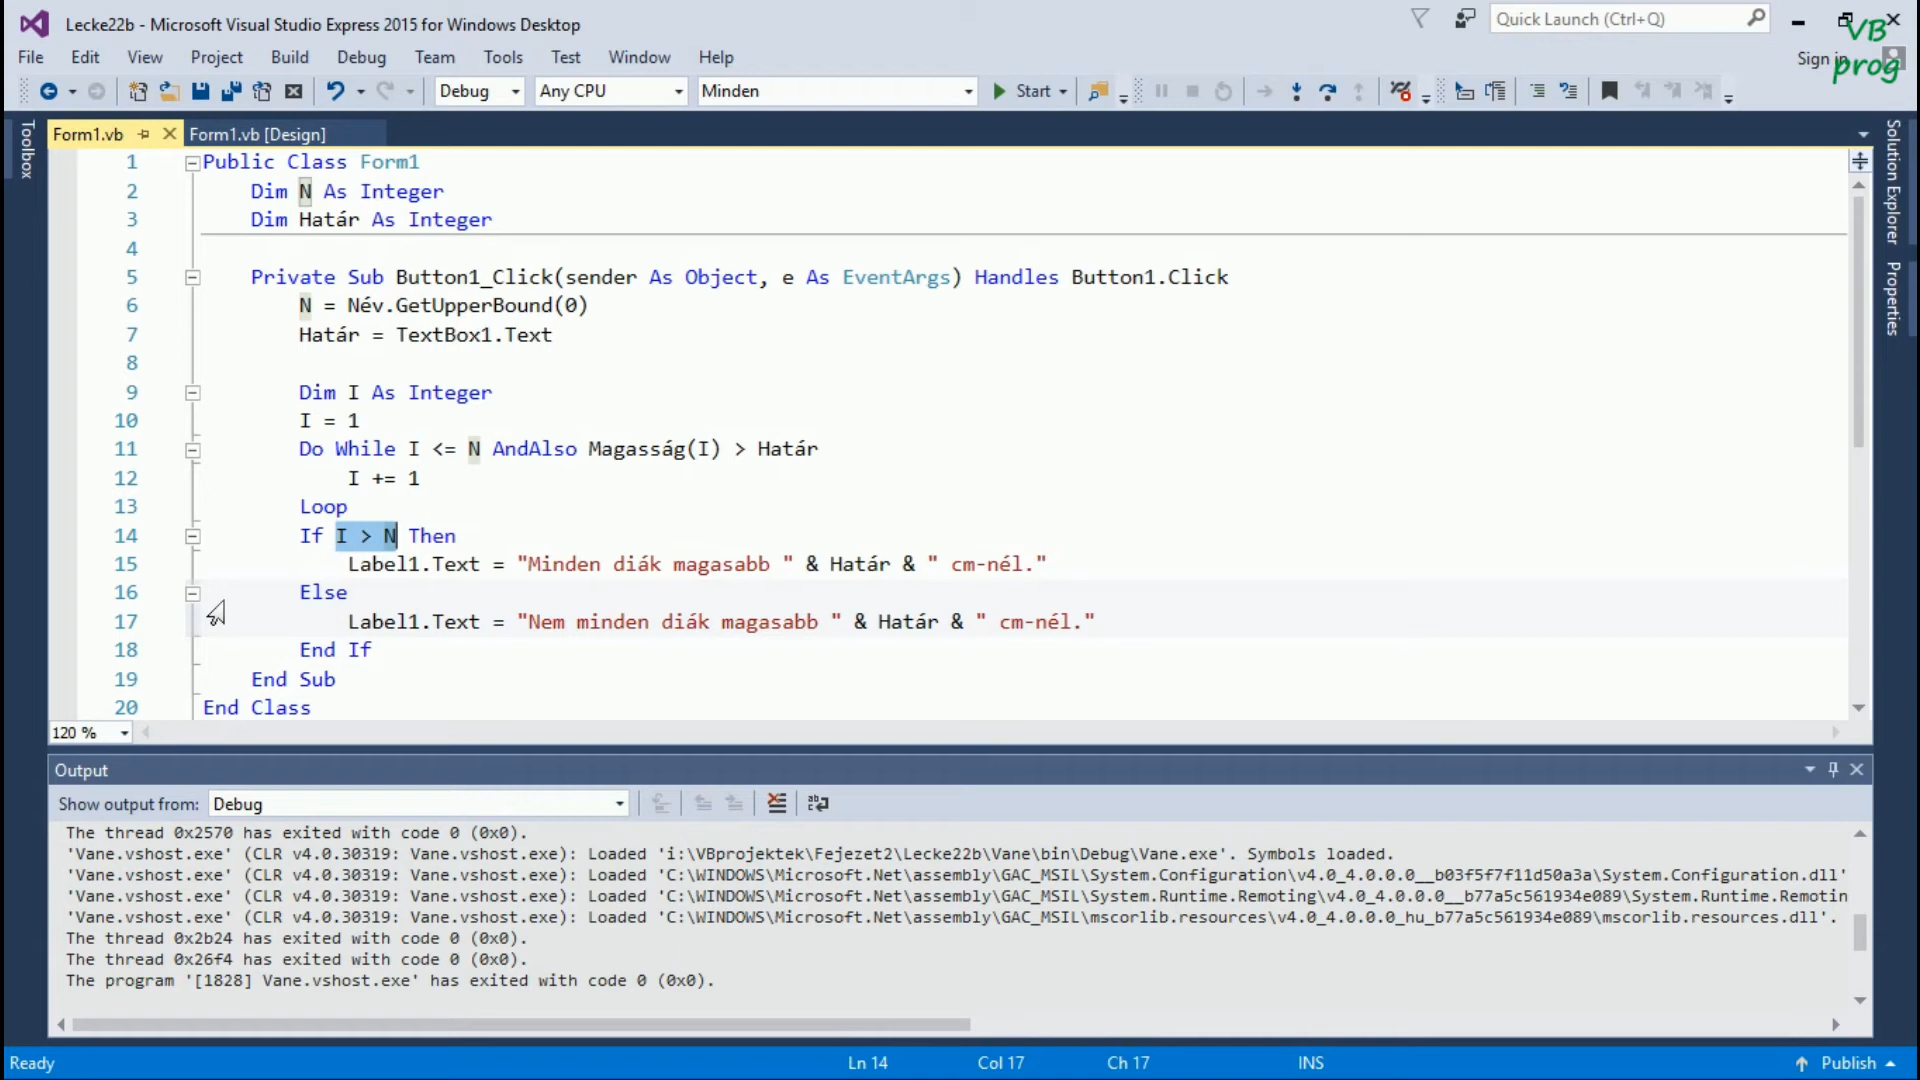 Lecke22b - Microsoft Visual Studio Express 2015 for Windows Desktop
Quick Launch (Ctrl+Q)
VB
prog
File Edit View Project Build Debug Team Tools Test Window Help
Sign in
Debug Any CPU Minden Start
Toolbox
Form1.vb Form1.vb [Design]
Solution Explorer
Properties
1 Public Class Form1
2 Dim N As Integer
3 Dim Határ As Integer
4
5 Private Sub Button1_Click(sender As Object, e As EventArgs) Handles Button1.Click
6 N = Név.GetUpperBound(0)
7 Határ = TextBox1.Text
8
9 Dim I As Integer
10 I = 1
11 Do While I <= N AndAlso Magasság(I) > Határ
12 I += 1
13 Loop
14 If I > N Then
15 Label1.Text = "Minden diák magasabb " & Határ & " cm-nél."
16 Else
17 Label1.Text = "Nem minden diák magasabb " & Határ & " cm-nél."
18 End If
19 End Sub
20 End Class
120 %
Output
Show output from: Debug
The thread 0x2570 has exited with code 0 (0x0).
'Vane.vshost.exe' (CLR v4.0.30319: Vane.vshost.exe): Loaded 'i:\VBprojektek\Fejezet2\Lecke22b\Vane\bin\Debug\Vane.exe'. Symbols loaded.
'Vane.vshost.exe' (CLR v4.0.30319: Vane.vshost.exe): Loaded 'C:\WINDOWS\Microsoft.Net\assembly\GAC_MSIL\System.Configuration\v4.0_4.0.0.0__b03f5f7f11d50a3a\System.Configuration.dll'
'Vane.vshost.exe' (CLR v4.0.30319: Vane.vshost.exe): Loaded 'C:\WINDOWS\Microsoft.Net\assembly\GAC_MSIL\System.Runtime.Remoting\v4.0_4.0.0.0__b77a5c561934e089\System.Runtime.Remotin
'Vane.vshost.exe' (CLR v4.0.30319: Vane.vshost.exe): Loaded 'C:\WINDOWS\Microsoft.Net\assembly\GAC_MSIL\mscorlib.resources\v4.0_4.0.0.0_hu_b77a5c561934e089\mscorlib.resources.dll'.
The thread 0x2b24 has exited with code 0 (0x0).
The thread 0x26f4 has exited with code 0 (0x0).
The program '[1828] Vane.vshost.exe' has exited with code 0 (0x0).
Ready Ln 14 Col 17 Ch 17 INS Publish